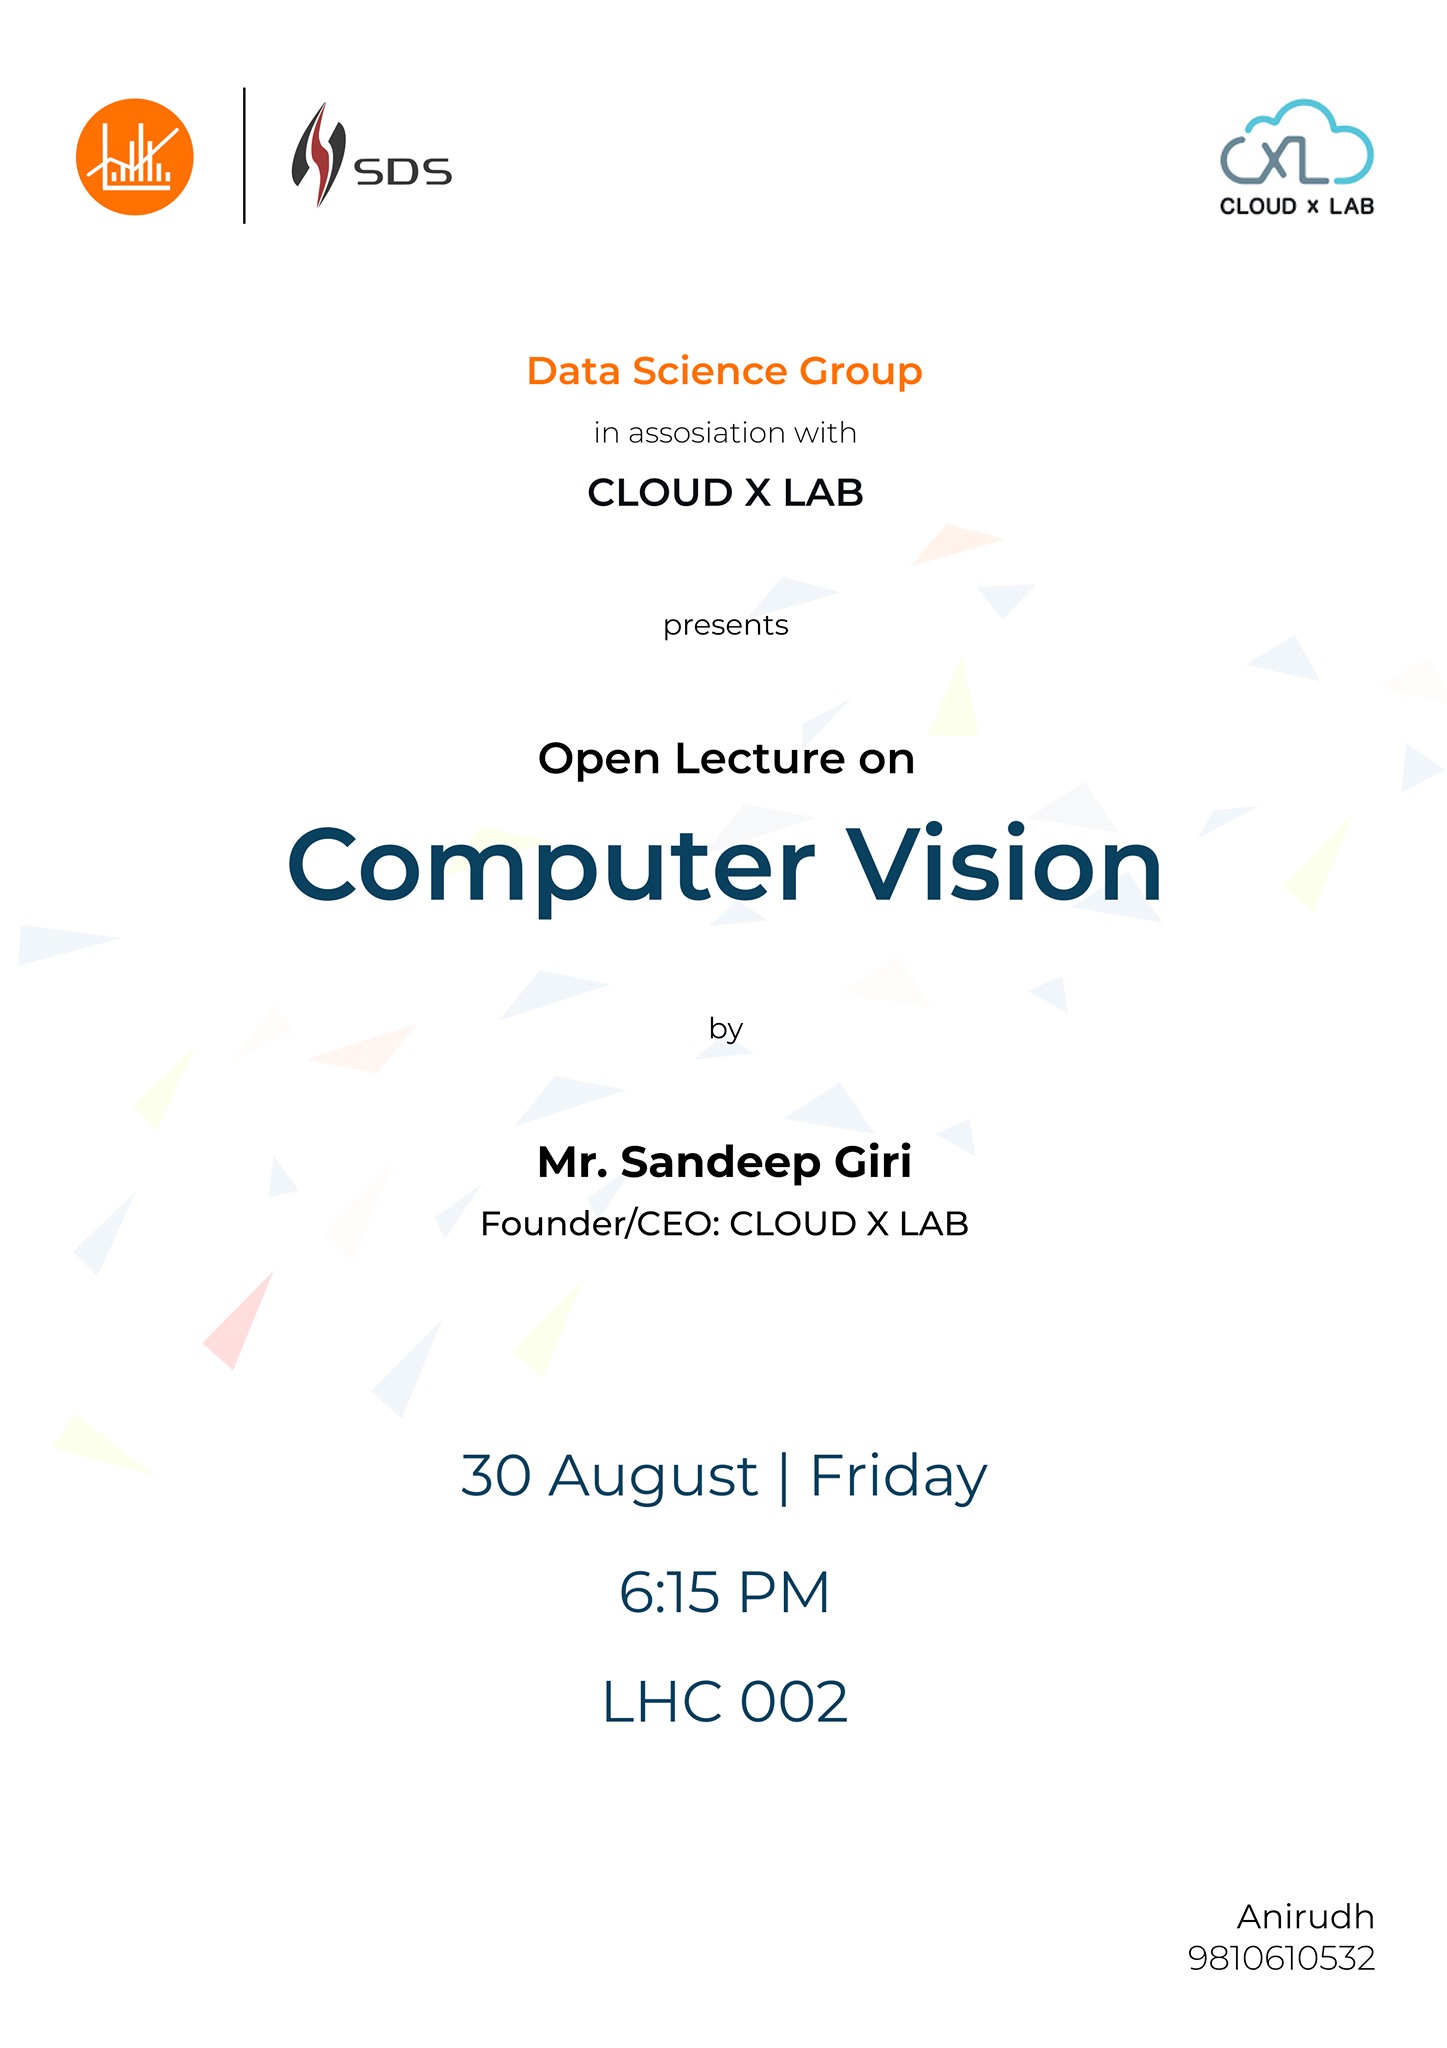 SDS
CXL
CLOUD x LAB
Data Science Group
in assosiation with
CLOUD X LAB
presents
Open Lecture on
Computer Vision
by
Mr. Sandeep Giri
Founder/CEO: CLOUD X LAB
30 August | Friday
6:15 PM
LHC 002
Anirudh
9810610532